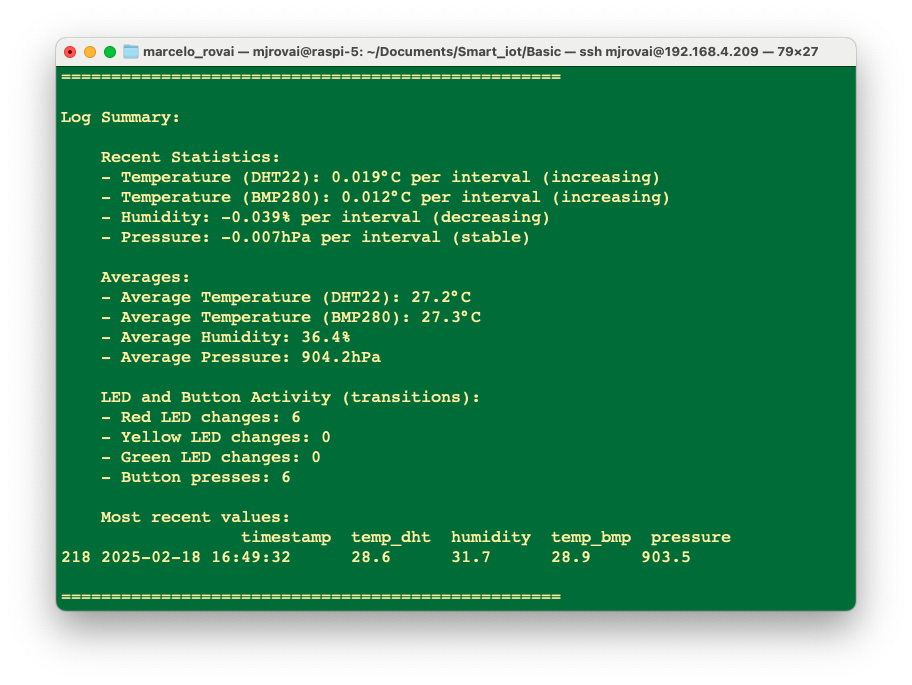 marcelo_rovai — mjrovai@raspi-5: ~/Documents/Smart_iot/Basic — ssh mjrovai@192.168.4.209 — 79×27
==================================================
Log Summary:
Recent Statistics:
- Temperature (DHT22): 0.019°C per interval (increasing)
- Temperature (BMP280): 0.012°C per interval (increasing)
- Humidity: -0.039% per interval (decreasing)
- Pressure: -0.007hPa per interval (stable)
Averages:
- Average Temperature (DHT22): 27.2°C
- Average Temperature (BMP280): 27.3°C
- Average Humidity: 36.4%
- Average Pressure: 904.2hPa
LED and Button Activity (transitions):
- Red LED changes: 6
- Yellow LED changes: 0
- Green LED changes: 0
- Button presses: 6
Most recent values:
timestamp temp_dht humidity temp_bmp pressure
218 2025-02-18 16:49:32 28.6 31.7 28.9 903.5
==================================================